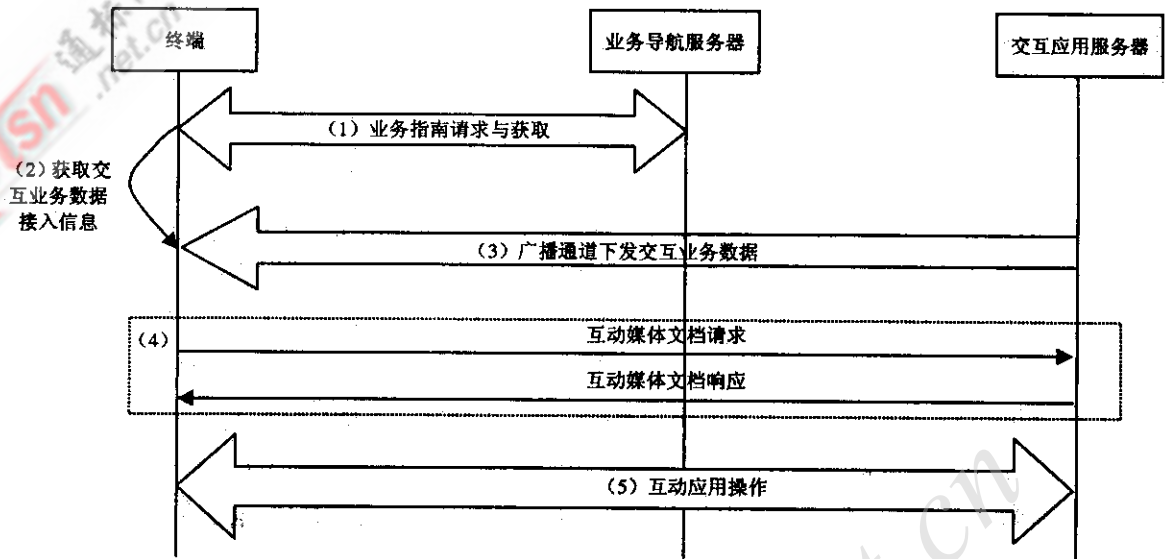 终端
业务导航服务器
交互应用服务器
(1)业务指南请求与获取
(2)获取交
互业务数据
接入信息
(3)广播通道下发交互业务数据
(4)
互动媒体文档请求
互动媒体文档响应
(5)互动应用操作